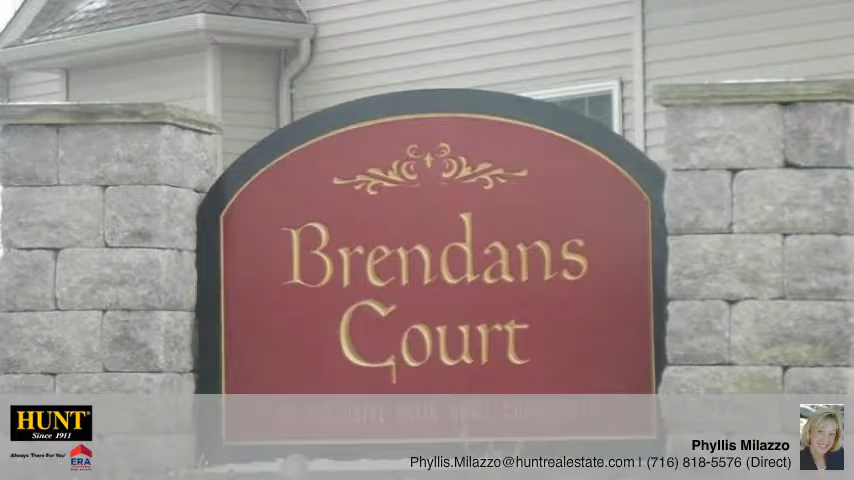 Brendans
Court
HUNT
Since 1911
Always There For You
ERA
Phyllis Milazzo
Phyllis.Milazzo@huntrealestate.com | (716) 818-5576 (Direct)